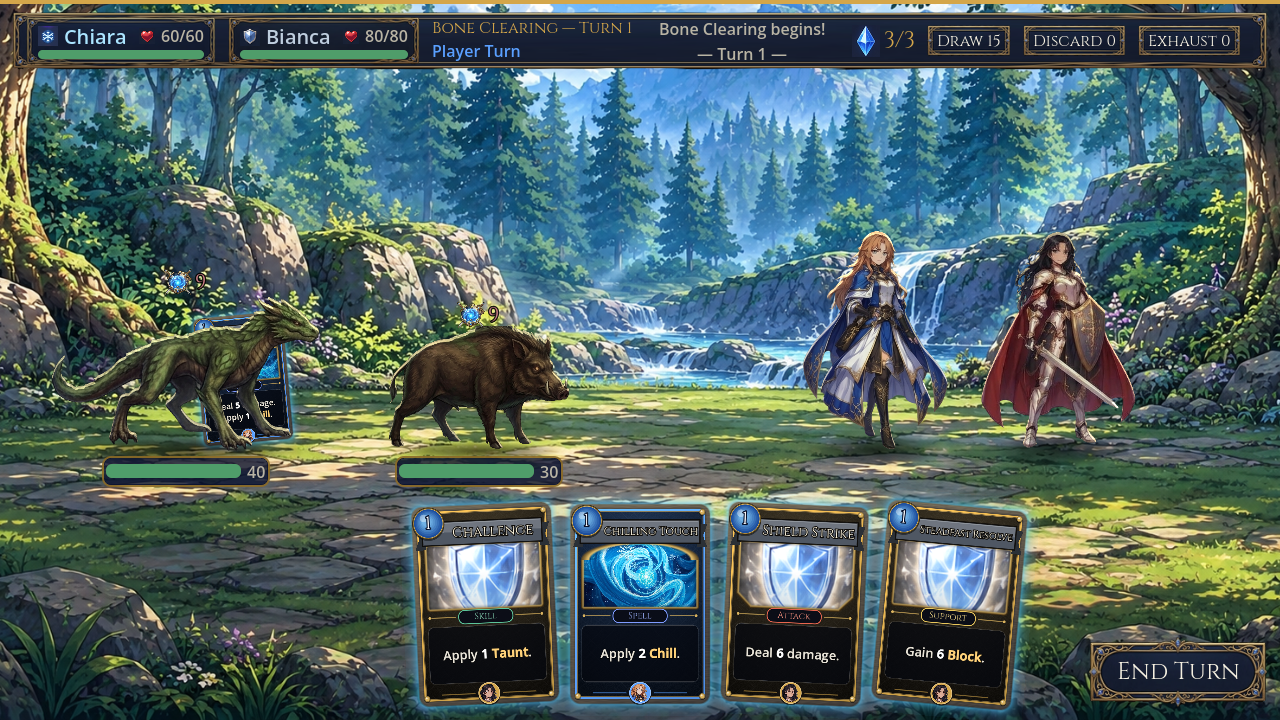 Chiara 60/60
Bianca 80/80
Bone Clearing — Turn 1
Player Turn
Bone Clearing begins!
— Turn 1 —
3/3
Draw 15
Discard 0
Exhaust 0
9
9
40
30
1
Challenge
Skill
Apply 1 Taunt.
1
Chilling Touch
Spell
Apply 2 Chill.
1
Shield Strike
Attack
Deal 6 damage.
1
Steadfast Resolve
Support
Gain 6 Block.
End Turn